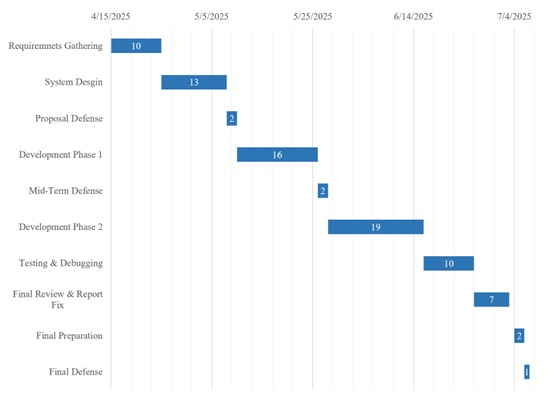 4/15/2025 5/5/2025 5/25/2025 6/14/2025 7/4/2025
Requiremnets Gathering 10
System Desgin 13
Proposal Defense 2
Development Phase 1 16
Mid-Term Defense 2
Development Phase 2 19
Testing & Debugging 10
Final Review & Report
Fix 7
Final Preparation 2
Final Defense 1